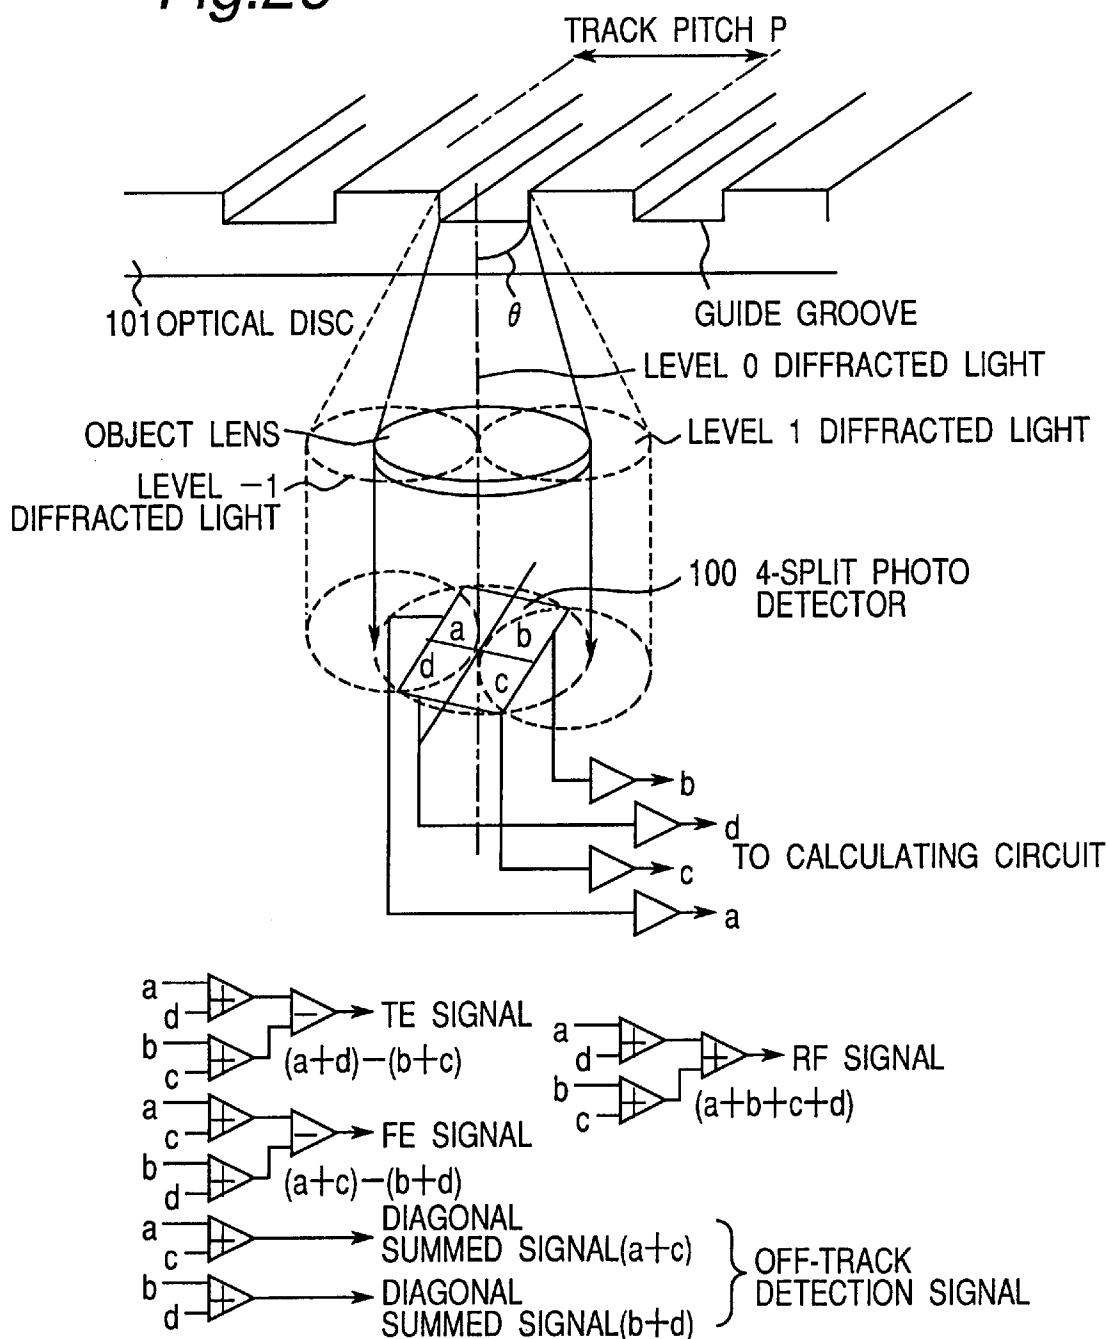 TRACK PITCH P
θ
101 OPTICAL DISC
GUIDE GROOVE
LEVEL 0 DIFFRACTED LIGHT
OBJECT LENS
LEVEL 1 DIFFRACTED LIGHT
LEVEL −1
DIFFRACTED LIGHT
100 4-SPLIT PHOTO
DETECTOR
a
b
d
c
b
d
TO CALCULATING CIRCUIT
c
a
a
d
b
c
+
+
−
TE SIGNAL
(a+d)−(b+c)
a
d
b
c
+
+
+
RF SIGNAL
(a+b+c+d)
a
c
b
d
+
+
−
FE SIGNAL
(a+c)−(b+d)
a
c
+
DIAGONAL
SUMMED SIGNAL(a+c)
b
d
+
DIAGONAL
SUMMED SIGNAL(b+d)
OFF-TRACK
DETECTION SIGNAL